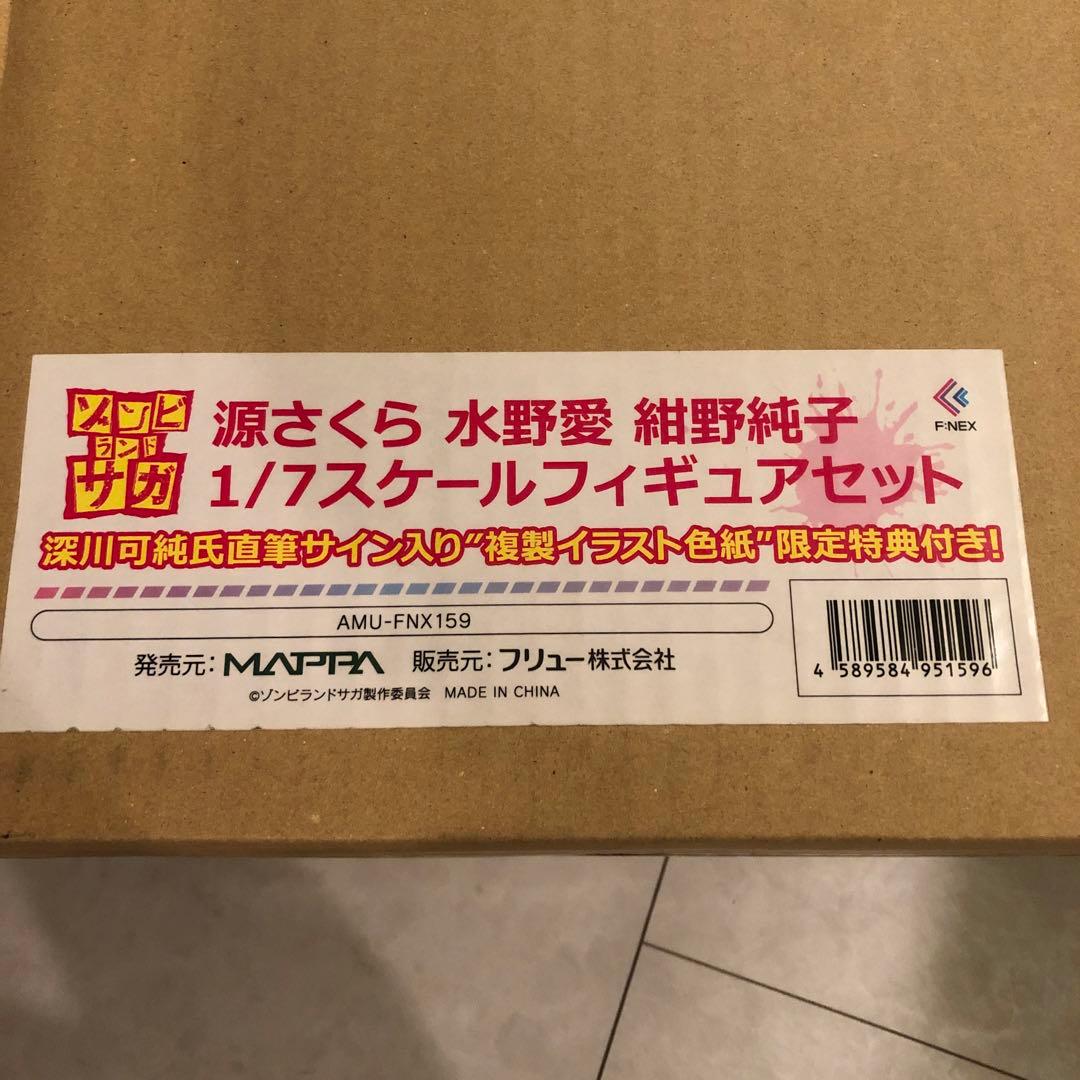 ゾンビ
ランド
サガ
源さくら 水野愛 紺野純子
1/7スケールフィギュアセット
F:NEX
深川可純氏直筆サイン入り"複製イラスト色紙"限定特典付き!
AMU-FNX159
発売元：MAPPA 販売元：フリュー株式会社
©ゾンビランドサガ製作委員会 MADE IN CHINA
4 589584 951596